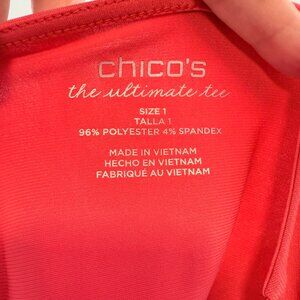 chico's
the ultimate tee
SIZE 1
TALLA 1
96% POLYESTER 4% SPANDEX
MADE IN VIETNAM
HECHO EN VIETNAM
FABRIQUÉ AU VIETNAM